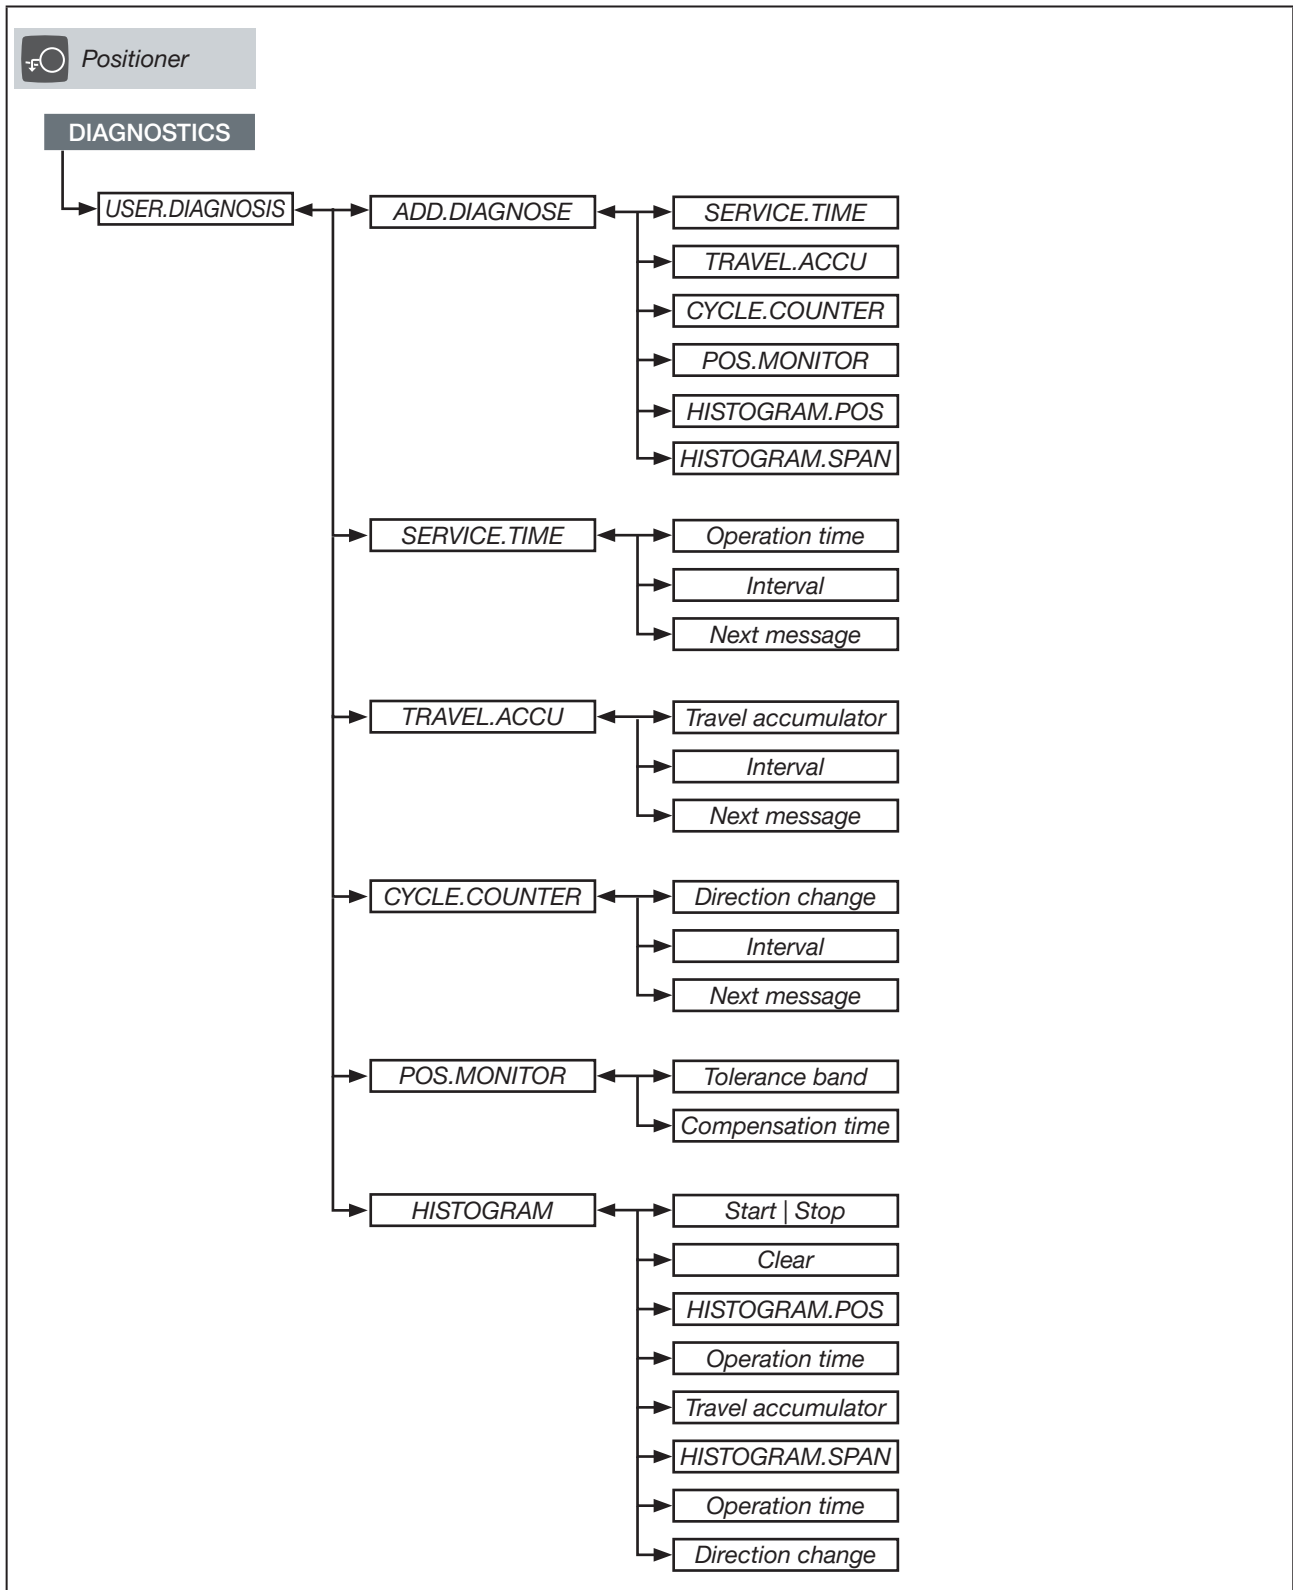 Positioner
DIAGNOSTICS
USER.DIAGNOSIS
ADD.DIAGNOSE
SERVICE.TIME
TRAVEL.ACCU
CYCLE.COUNTER
POS.MONITOR
HISTOGRAM.POS
HISTOGRAM.SPAN
SERVICE.TIME
Operation time
Interval
Next message
TRAVEL.ACCU
Travel accumulator
Interval
Next message
CYCLE.COUNTER
Direction change
Interval
Next message
POS.MONITOR
Tolerance band
Compensation time
HISTOGRAM
Start | Stop
Clear
HISTOGRAM.POS
Operation time
Travel accumulator
HISTOGRAM.SPAN
Operation time
Direction change